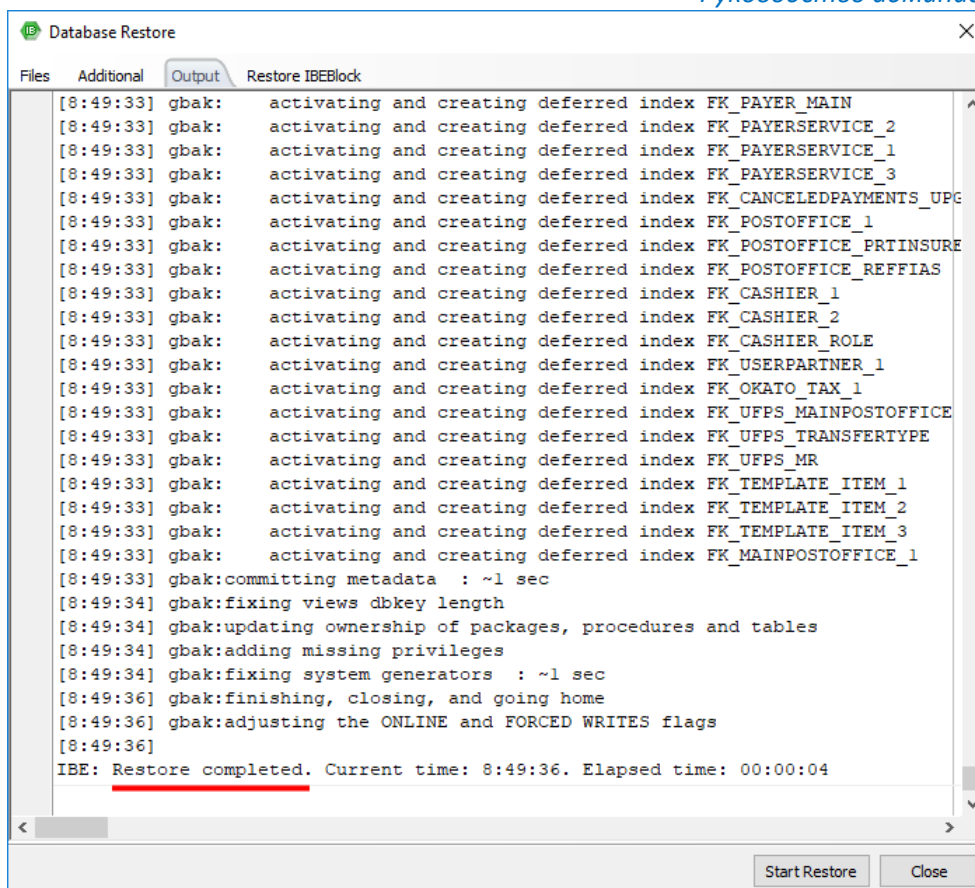 Database Restore
Files Additional Output Restore IBEBlock
[8:49:33] gbak: activating and creating deferred index FK_PAYER_MAIN
[8:49:33] gbak: activating and creating deferred index FK_PAYERSERVICE_2
[8:49:33] gbak: activating and creating deferred index FK_PAYERSERVICE_1
[8:49:33] gbak: activating and creating deferred index FK_PAYERSERVICE_3
[8:49:33] gbak: activating and creating deferred index FK_CANCELEDPAYMENTS_UPG
[8:49:33] gbak: activating and creating deferred index FK_POSTOFFICE_1
[8:49:33] gbak: activating and creating deferred index FK_POSTOFFICE_PRTINSURE
[8:49:33] gbak: activating and creating deferred index FK_POSTOFFICE_REFFIAS
[8:49:33] gbak: activating and creating deferred index FK_CASHIER_1
[8:49:33] gbak: activating and creating deferred index FK_CASHIER_2
[8:49:33] gbak: activating and creating deferred index FK_CASHIER_ROLE
[8:49:33] gbak: activating and creating deferred index FK_USERPARTNER_1
[8:49:33] gbak: activating and creating deferred index FK_OKATO_TAX_1
[8:49:33] gbak: activating and creating deferred index FK_UFPS_MAINPOSTOFFICE
[8:49:33] gbak: activating and creating deferred index FK_UFPS_TRANSFERTYPE
[8:49:33] gbak: activating and creating deferred index FK_UFPS_MR
[8:49:33] gbak: activating and creating deferred index FK_TEMPLATE_ITEM_1
[8:49:33] gbak: activating and creating deferred index FK_TEMPLATE_ITEM_2
[8:49:33] gbak: activating and creating deferred index FK_TEMPLATE_ITEM_3
[8:49:33] gbak: activating and creating deferred index FK_MAINPOSTOFFICE_1
[8:49:33] gbak:committing metadata : ~1 sec
[8:49:34] gbak:fixing views dbkey length
[8:49:34] gbak:updating ownership of packages, procedures and tables
[8:49:34] gbak:adding missing privileges
[8:49:34] gbak:fixing system generators : ~1 sec
[8:49:36] gbak:finishing, closing, and going home
[8:49:36] gbak:adjusting the ONLINE and FORCED WRITES flags
[8:49:36]
IBE: Restore completed. Current time: 8:49:36. Elapsed time: 00:00:04
Start Restore Close